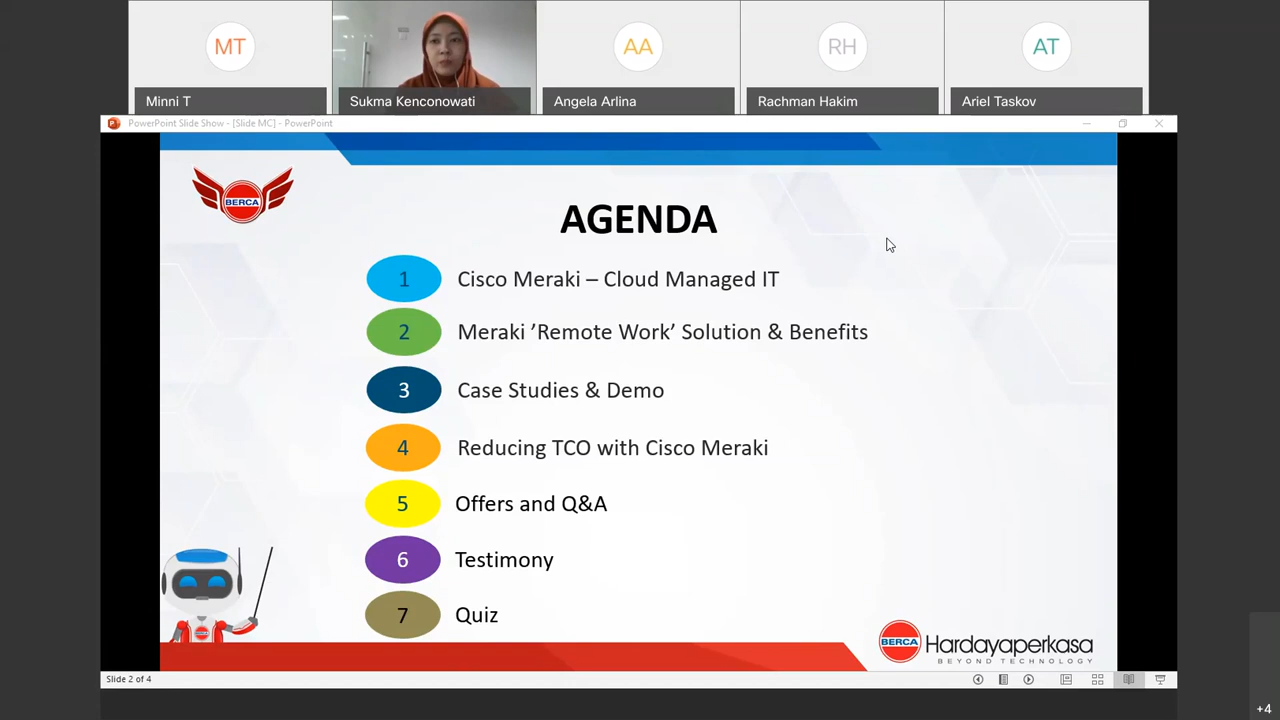 MT
AA
RH
AT
Minni T
Sukma Kenconowati
Angela Arlina
Rachman Hakim
Ariel Taskov
PowerPoint Slide Show - [Slide MC] - PowerPoint
BERCA
AGENDA
1 Cisco Meraki – Cloud Managed IT
2 Meraki ’Remote Work’ Solution & Benefits
3 Case Studies & Demo
4 Reducing TCO with Cisco Meraki
5 Offers and Q&A
6 Testimony
7 Quiz
BERCA
BERCA Hardayaperkasa
BEYOND TECHNOLOGY
Slide 2 of 4
+4